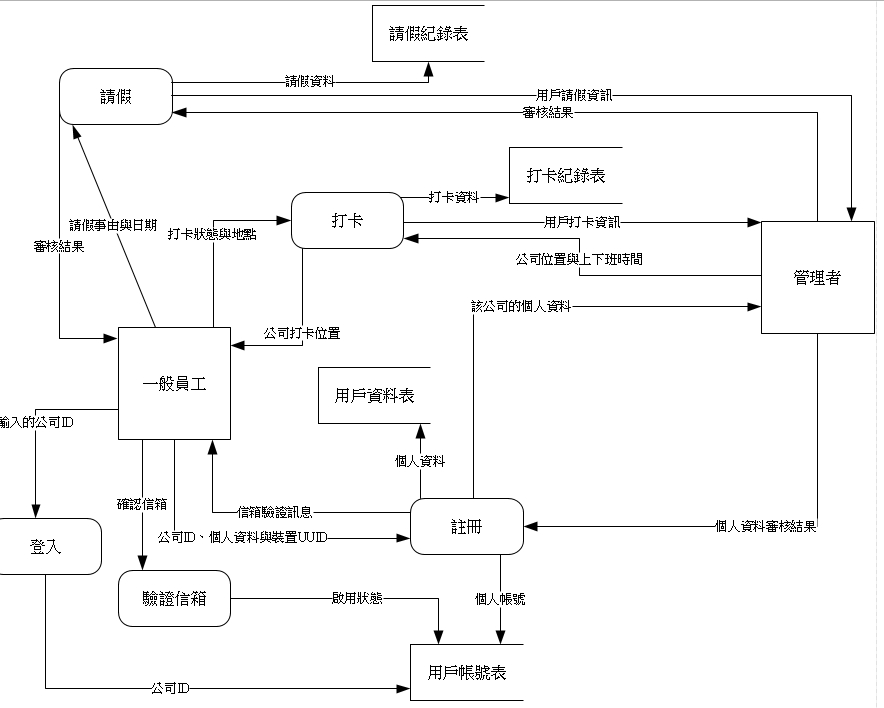 請假紀錄表
請假資料
請假
用戶請假資訊
審核結果
打卡紀錄表
打卡資料
打卡
用戶打卡資訊
請假事由與日期
打卡狀態與地點
審核結果
公司位置與上下班時間
管理者
該公司的個人資料
公司打卡位置
一般員工
用戶資料表
輸入的公司ID
個人資料
確認信箱
信箱驗證訊息
註冊
個人資料審核結果
公司ID、個人資料與裝置UUID
登入
驗證信箱
啟用狀態
個人帳號
用戶帳號表
公司ID